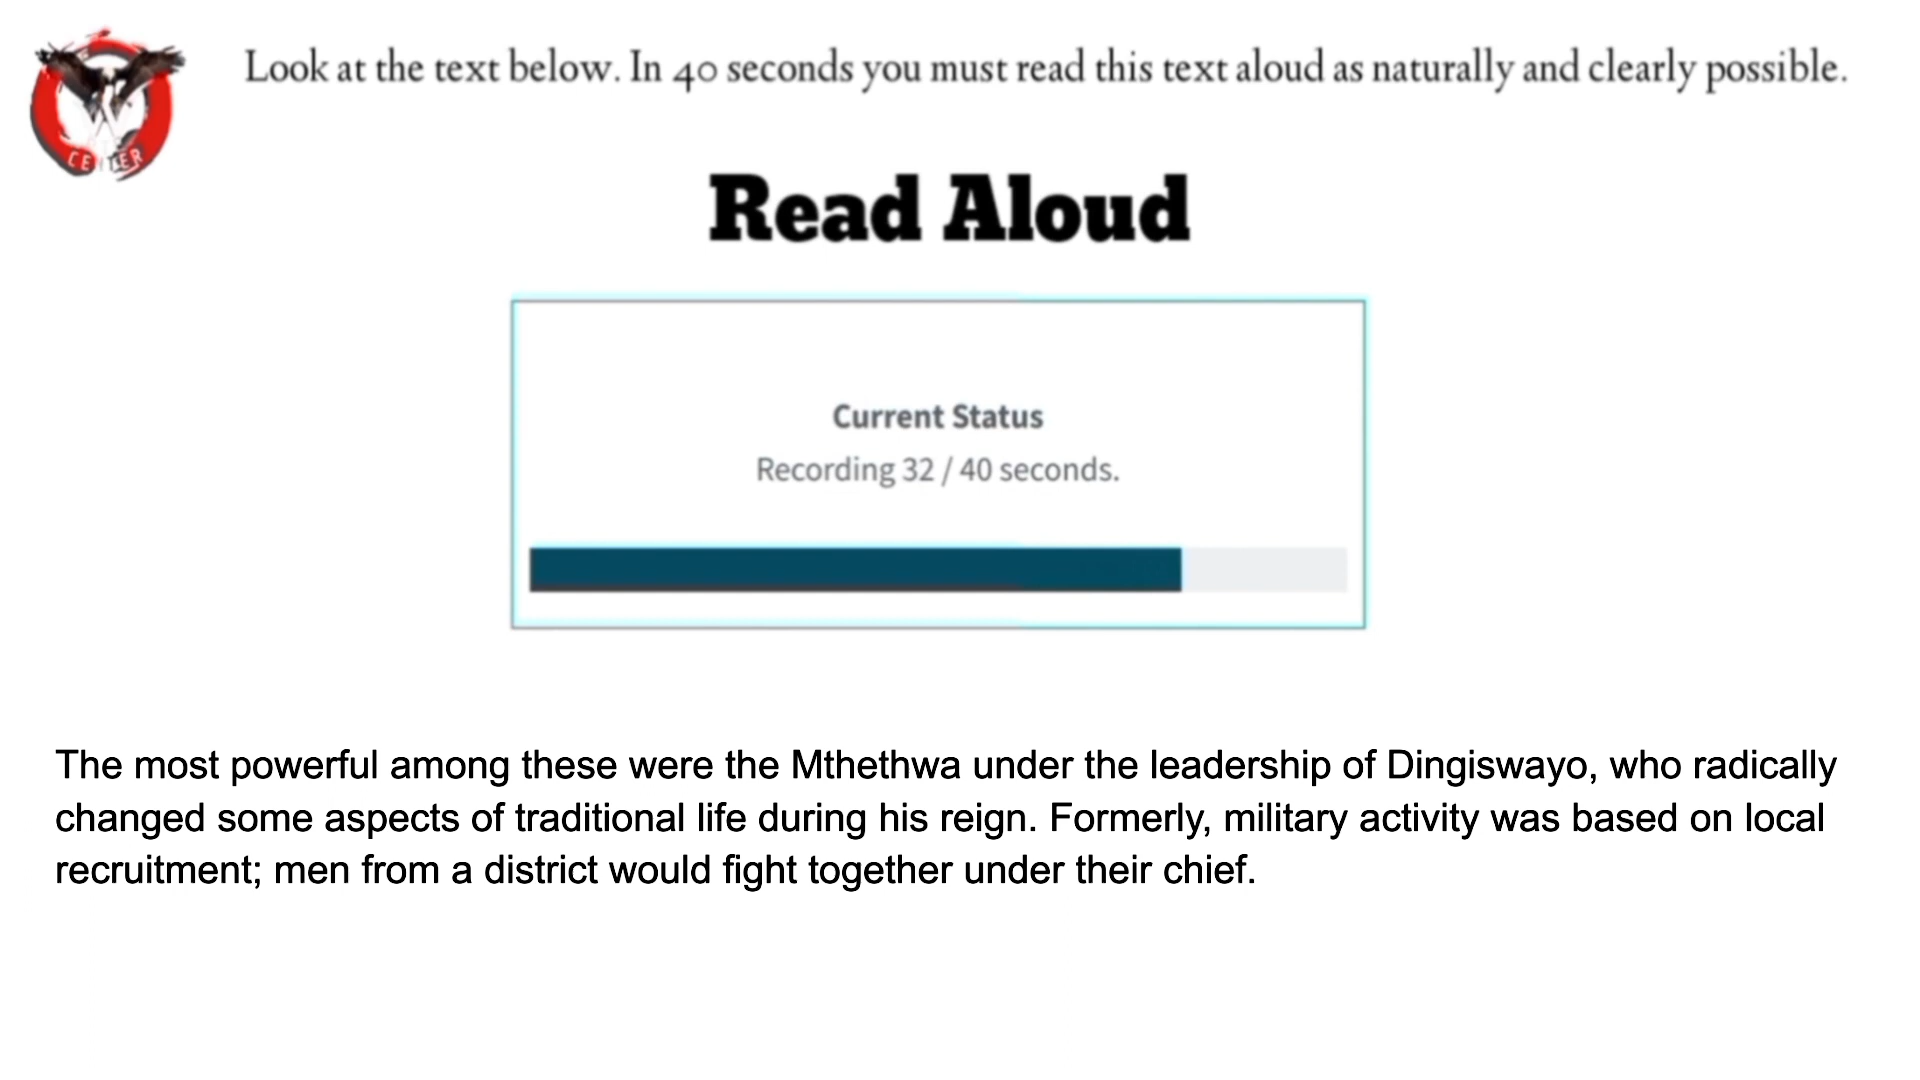 CENTER
Look at the text below. In 40 seconds you must read this text aloud as naturally and clearly possible.
Read Aloud
Current Status
Recording 32 / 40 seconds.
The most powerful among these were the Mthethwa under the leadership of Dingiswayo, who radically
changed some aspects of traditional life during his reign. Formerly, military activity was based on local
recruitment; men from a district would fight together under their chief.